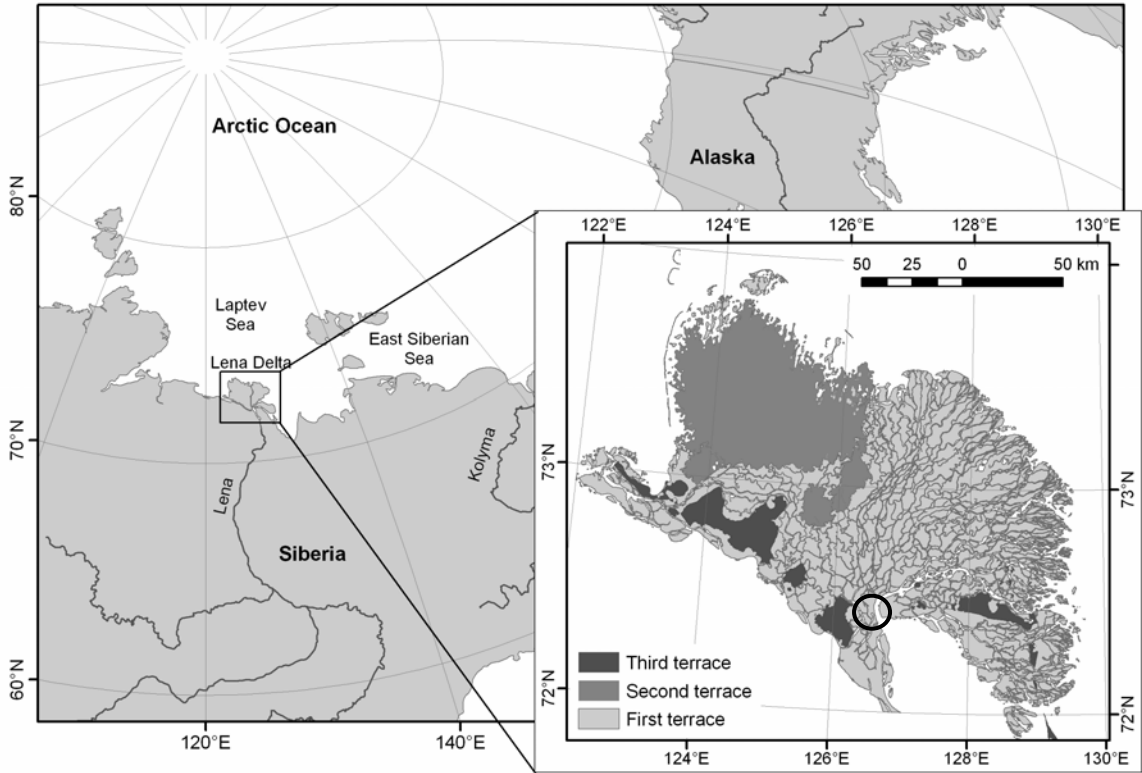 Arctic Ocean
Alaska
80°N
Laptev
Sea
East Siberian
Sea
Lena Delta
70°N
Lena
Kolyma
Siberia
60°N
120°E
140°E
122°E
124°E
126°E
128°E
130°E
50 25 0 50 km
73°N
73°N
72°N
72°N
Third terrace
Second terrace
First terrace
124°E
126°E
128°E
130°E